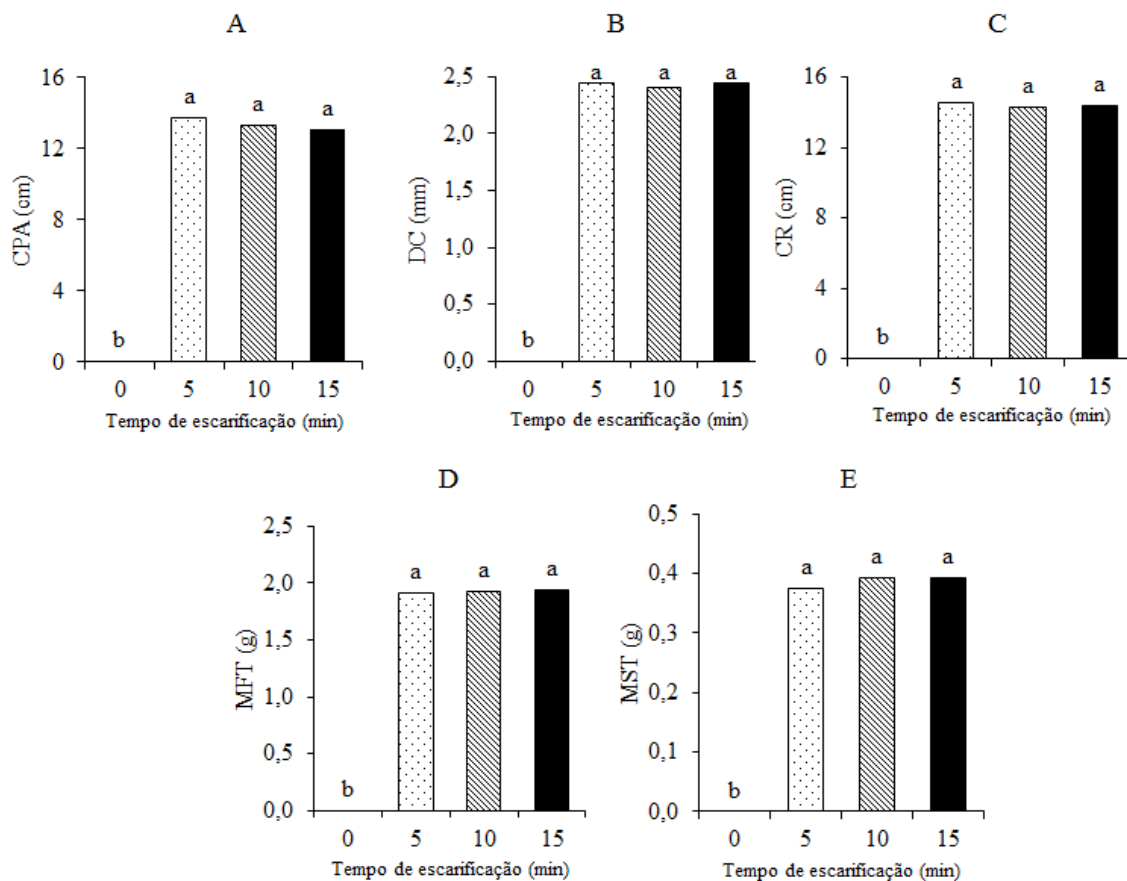 A
16
12
8
4
0
CPA (cm)
b
a
a
a
0 5 10 15
Tempo de escarificação (min)
B
2,5
2,0
1,5
1,0
0,5
0,0
DC (mm)
b
a
a
a
0 5 10 15
Tempo de escarificação (min)
C
16
12
8
4
0
CR (cm)
b
a
a
a
0 5 10 15
Tempo de escarificação (min)
D
2,5
2,0
1,5
1,0
0,5
0,0
MFT (g)
b
a
a
a
0 5 10 15
Tempo de escarificação (min)
E
0,5
0,4
0,3
0,2
0,1
0,0
MST (g)
b
a
a
a
0 5 10 15
Tempo de escarificação (min)